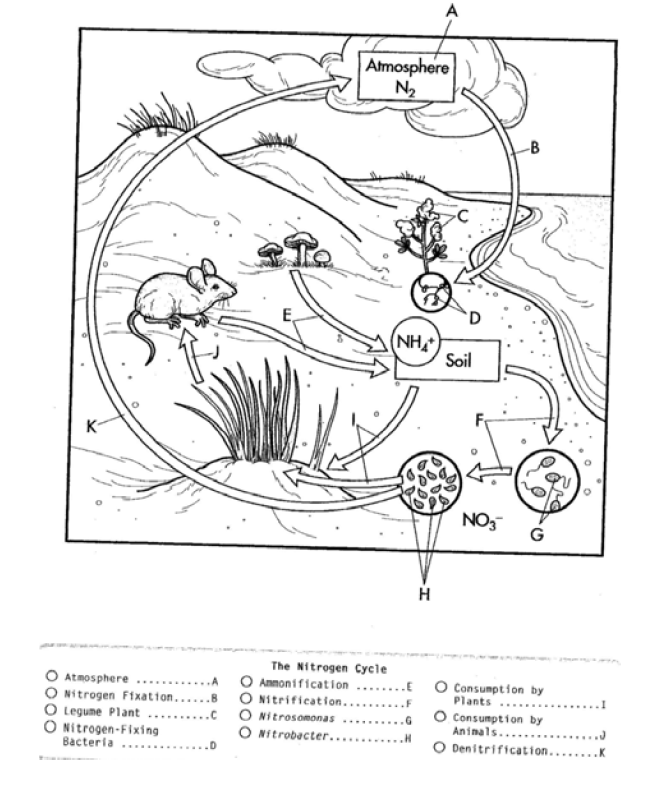 A
Atmosphere
N₂
B
C
D
E
NH₄⁺
Soil
J
K
I
F
NO₃⁻
G
H
The Nitrogen Cycle
Atmosphere ............A
Nitrogen Fixation......B
Legume Plant ..........C
Nitrogen-Fixing
Bacteria ..............D
Ammonification ........E
Nitrification..........F
Nitrosomonas ..........G
Nitrobacter............H
Consumption by
Plants ................I
Consumption by
Animals................J
Denitrification........K